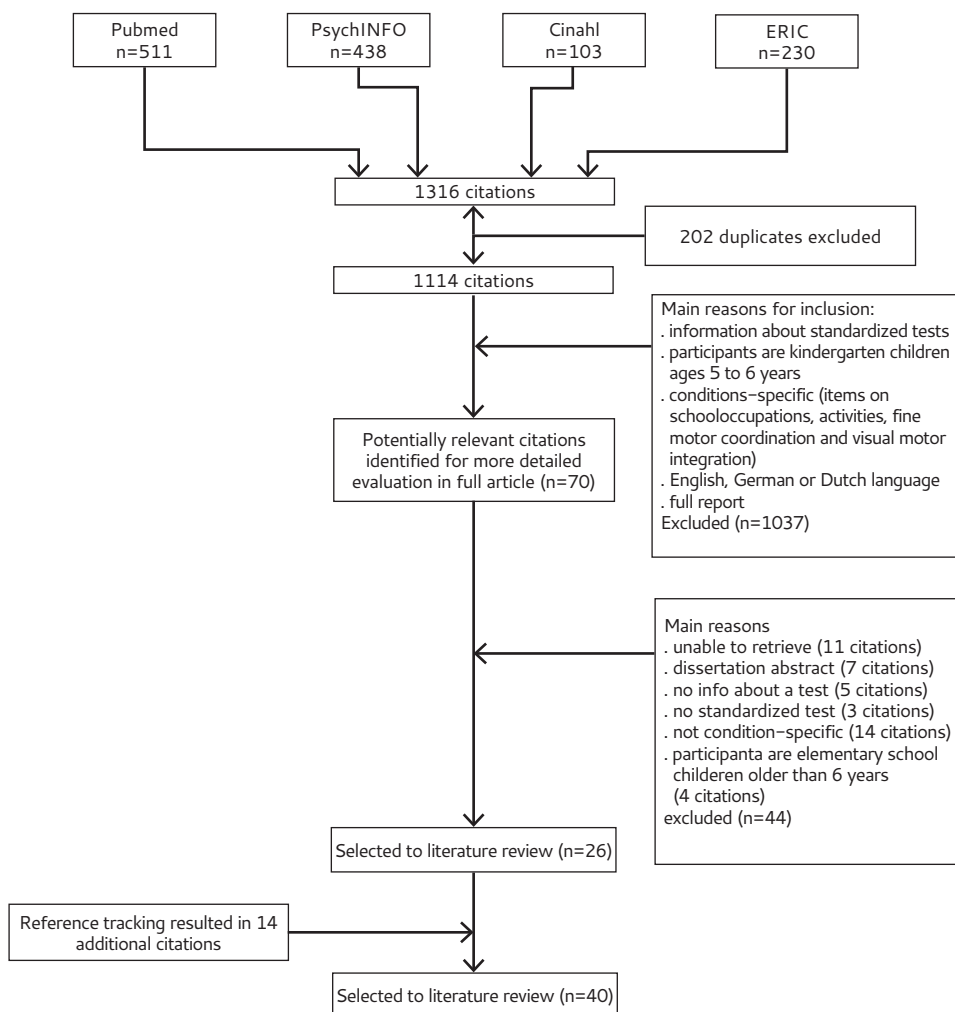 Pubmed
n=511
PsychINFO
n=438
Cinahl
n=103
ERIC
n=230
1316 citations
202 duplicates excluded
1114 citations
Main reasons for inclusion:
. information about standardized tests
. participants are kindergarten children
ages 5 to 6 years
. conditions-specific (items on
schooloccupations, activities, fine
motor coordination and visual motor
integration)
. English, German or Dutch language
. full report
Excluded (n=1037)
Potentially relevant citations
identified for more detailed
evaluation in full article (n=70)
Main reasons
. unable to retrieve (11 citations)
. dissertation abstract (7 citations)
. no info about a test (5 citations)
. no standardized test (3 citations)
. not condition-specific (14 citations)
. participanta are elementary school
childeren older than 6 years
(4 citations)
excluded (n=44)
Selected to literature review (n=26)
Reference tracking resulted in 14
additional citations
Selected to literature review (n=40)